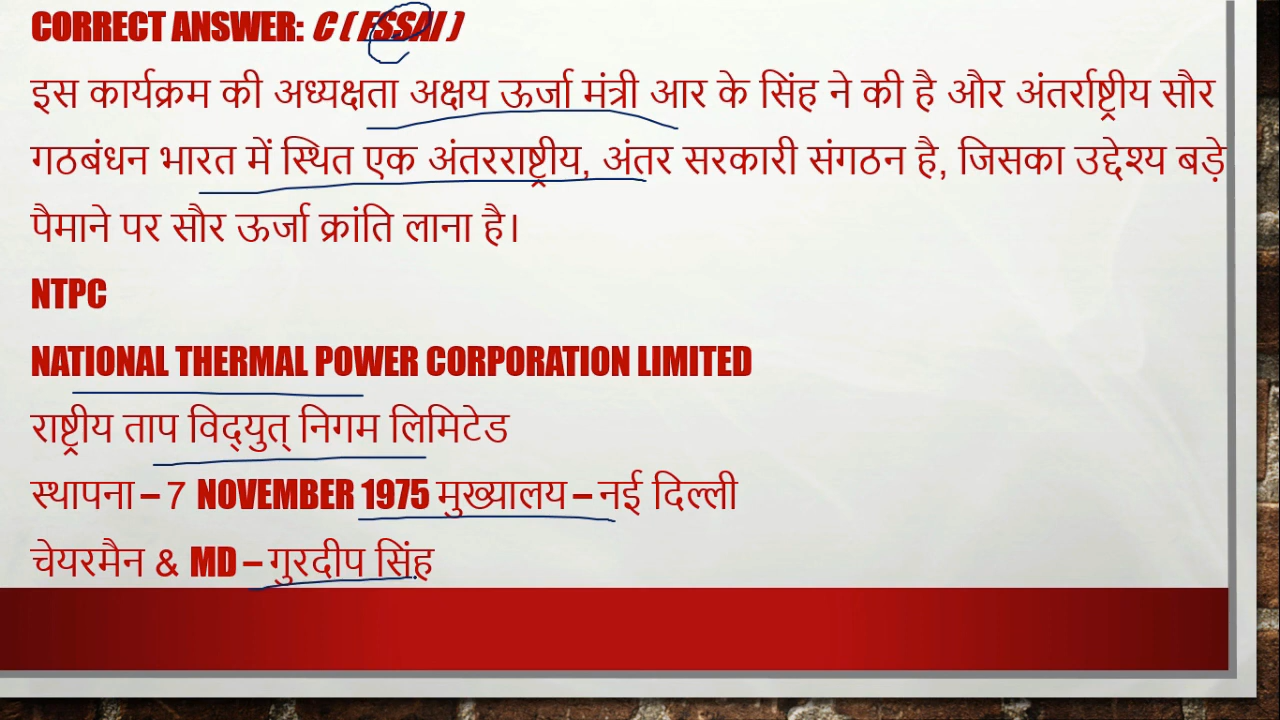 CORRECT ANSWER: C ( FSSAI )
इस कार्यक्रम की अध्यक्षता अक्षय ऊर्जा मंत्री आर के सिंह ने की है और अंतर्राष्ट्रीय सौर
गठबंधन भारत में स्थित एक अंतरराष्ट्रीय, अंतर सरकारी संगठन है, जिसका उद्देश्य बड़े
पैमाने पर सौर ऊर्जा क्रांति लाना है।
NTPC
NATIONAL THERMAL POWER CORPORATION LIMITED
राष्ट्रीय ताप विद्युत् निगम लिमिटेड
स्थापना – 7 NOVEMBER 1975 मुख्यालय – नई दिल्ली
चेयरमैन & MD – गुरदीप सिंह